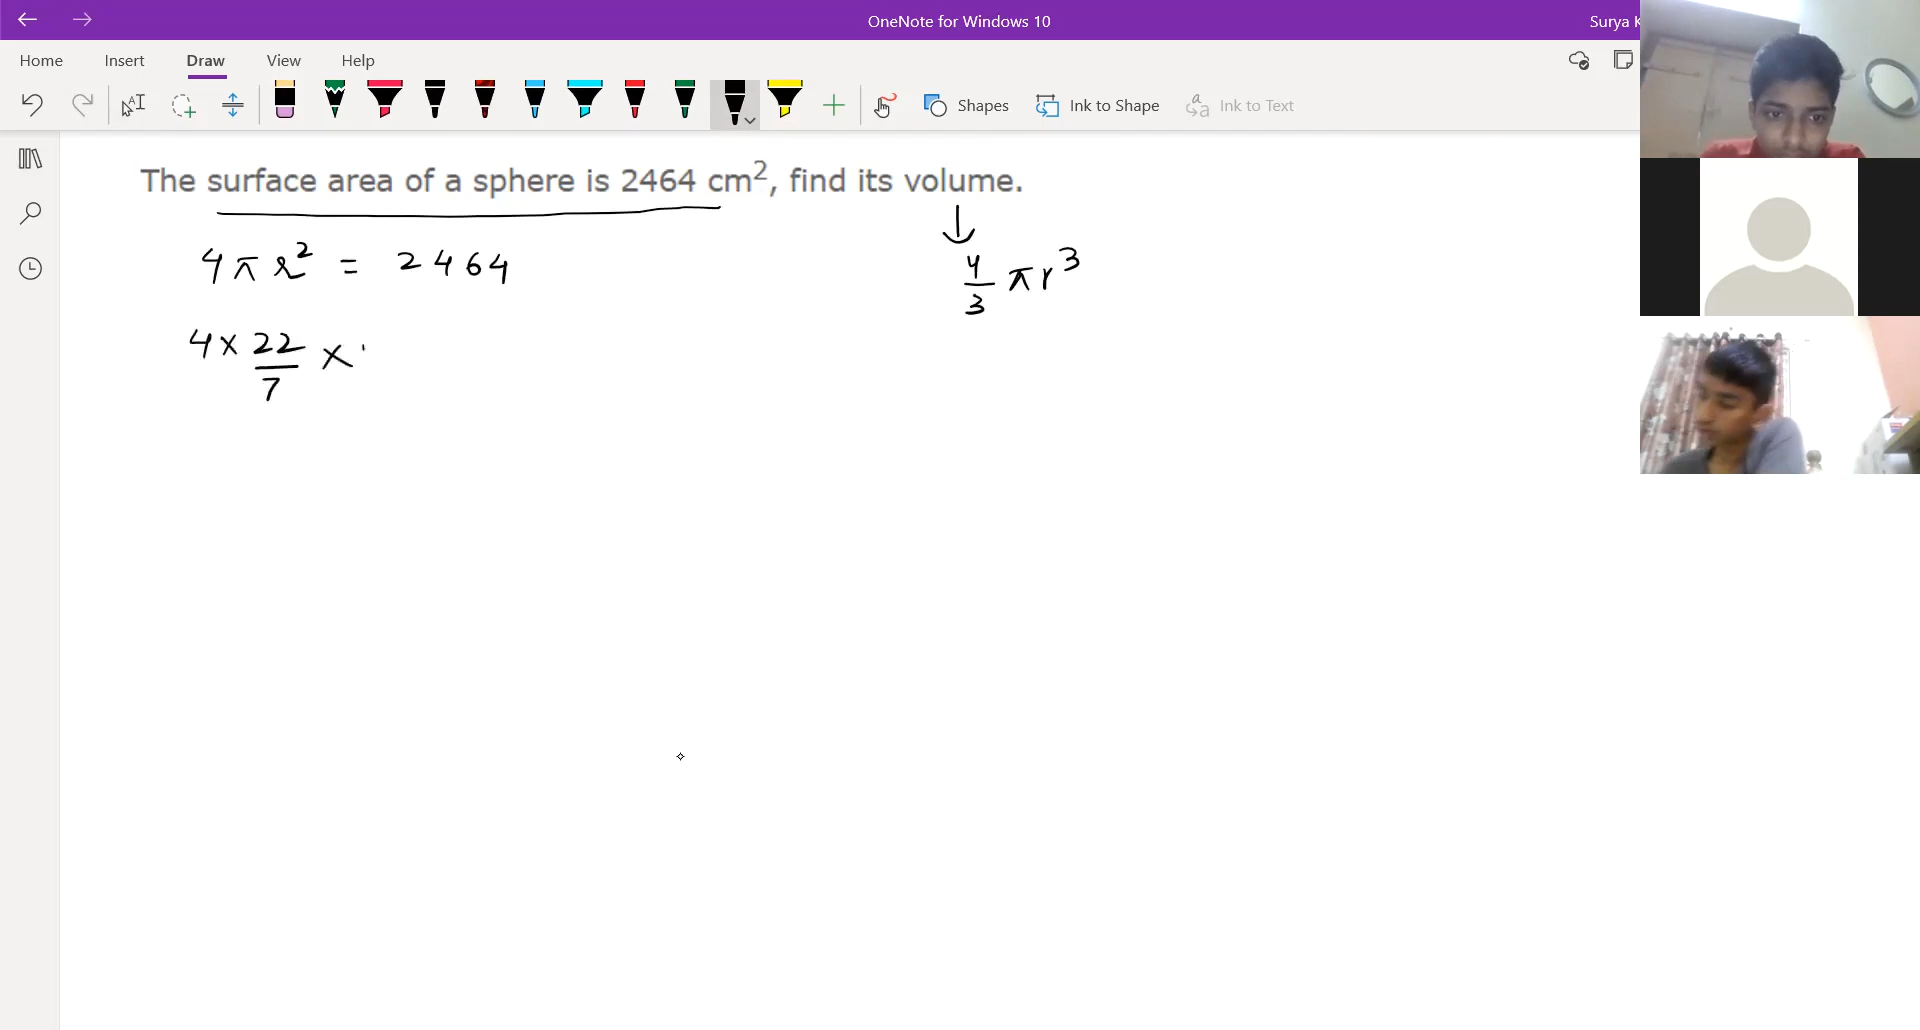 OneNote for Windows 10
Surya K
Home Insert Draw View Help
Shapes Ink to Shape Ink to Text
The surface area of a sphere is 2464 cm², find its volume.
4πr² = 2464
4/3 πr³
4 × 22/7 ×